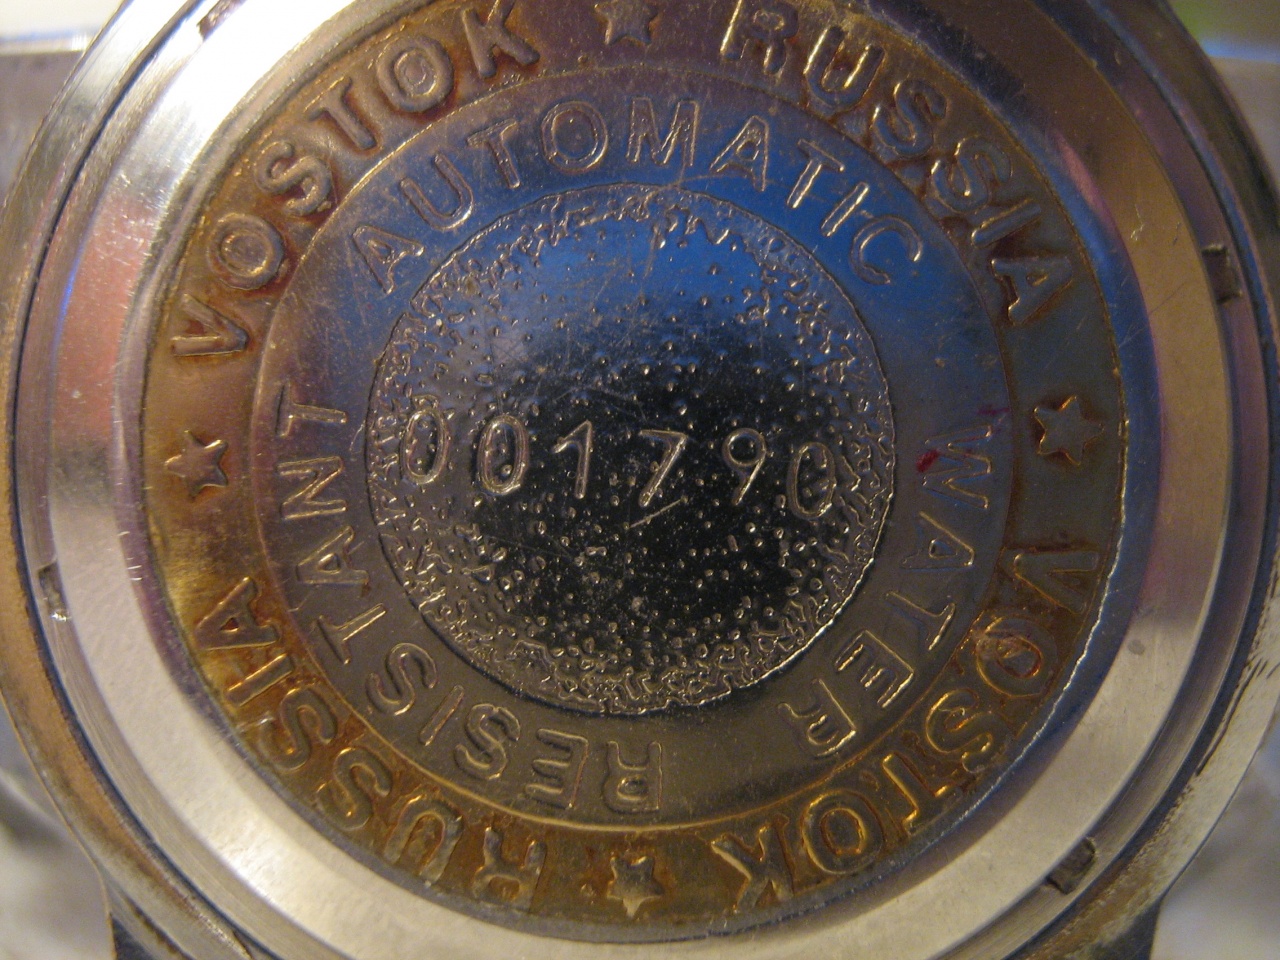 VOSTOK ★ RUSSIA ★ VOSTOK ★ RUSSIA ★
AUTOMATIC WATER RESISTANT
001790